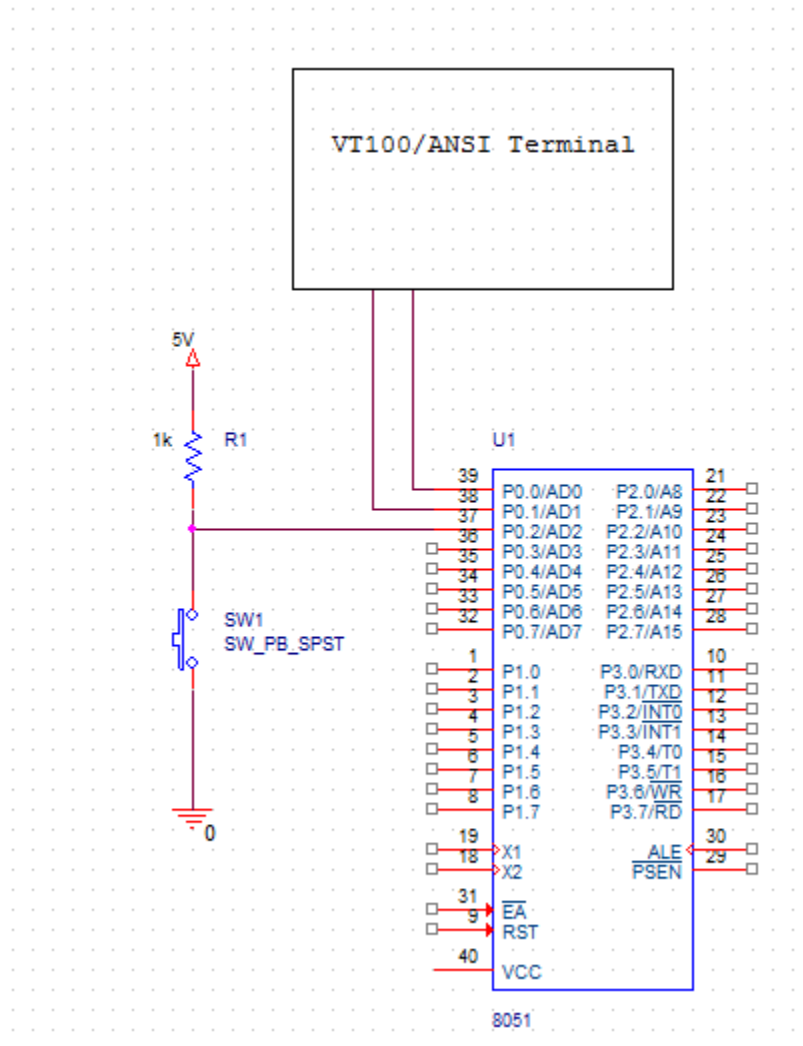 VT100/ANSI Terminal
5V
1k
R1
U1
39 P0.0/AD0 P2.0/A8 21
38 P0.1/AD1 P2.1/A9 22
37 P0.2/AD2 P2.2/A10 23
36 P0.3/AD3 P2.3/A11 24
35 P0.4/AD4 P2.4/A12 25
34 P0.5/AD5 P2.5/A13 26
33 P0.6/AD6 P2.6/A14 27
32 P0.7/AD7 P2.7/A15 28
SW1
SW_PB_SPST
1 P1.0 P3.0/RXD 10
2 P1.1 P3.1/TXD 11
3 P1.2 P3.2/INT0 12
4 P1.3 P3.3/INT1 13
5 P1.4 P3.4/T0 14
6 P1.5 P3.5/T1 15
7 P1.6 P3.6/WR 16
8 P1.7 P3.7/RD 17
0
19 X1 ALE 30
18 X2 PSEN 29
31 EA
9 RST
40 VCC
8051